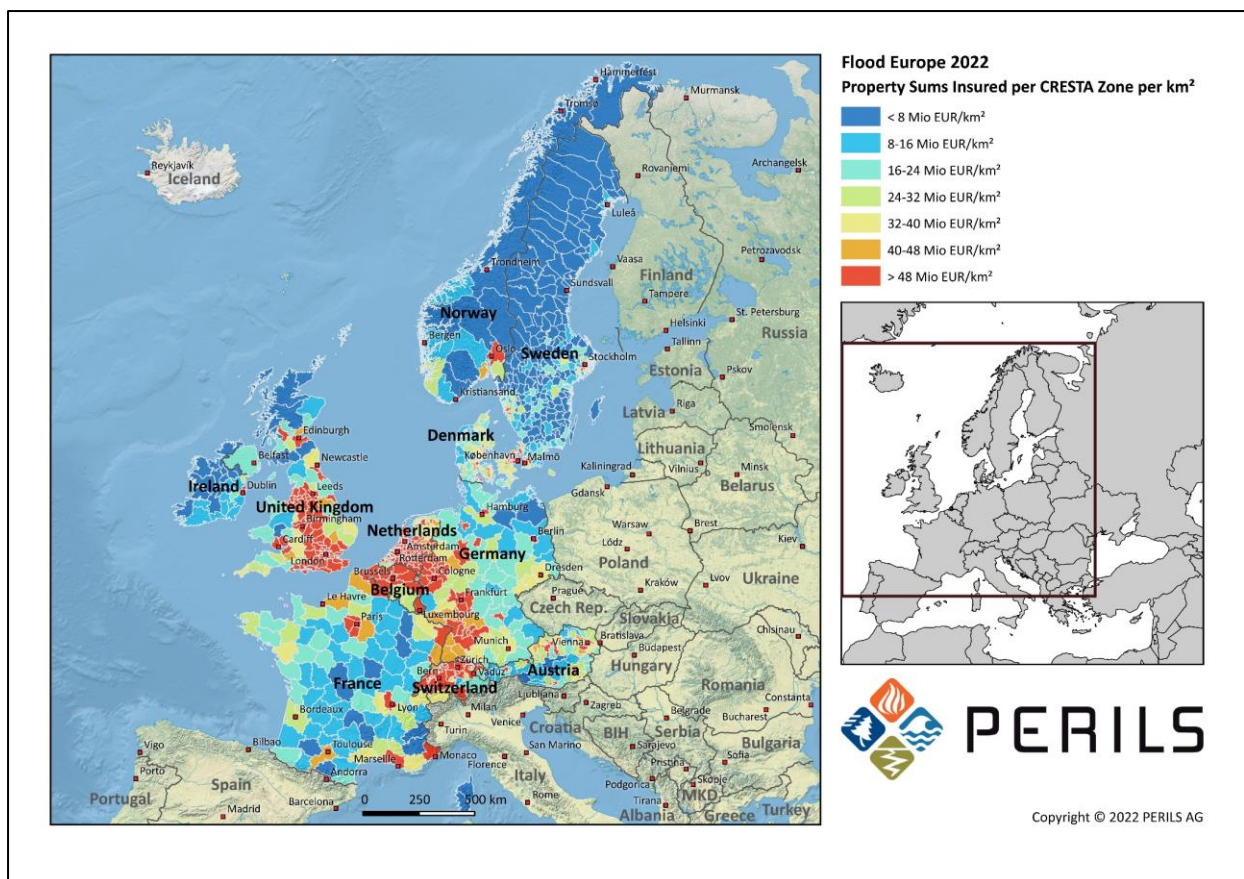 Flood Europe 2022
Property Sums Insured per CRESTA Zone per km²
< 8 Mio EUR/km²
8-16 Mio EUR/km²
16-24 Mio EUR/km²
24-32 Mio EUR/km²
32-40 Mio EUR/km²
40-48 Mio EUR/km²
> 48 Mio EUR/km²
Hammerfest
Tromsø
Murmansk
Reykjavík
Iceland
Rovaniemi
Archangelsk
Luleå
Trondheim
Vaasa
Petrozavodsk
Finland
Sundsvall
Tampere
Norway
St. Petersburg
Bergen
Oslo
Helsinki
Russia
Sweden
Stockholm
Tallinn
Estonia
Kristiansand
Pskov
Latvia
Riga
Edinburgh
Denmark
Smolensk
Belfast
Newcastle
København
Malmö
Lithuania
Kaliningrad
Vilnius
Minsk
Ireland
Dublin
Leeds
Gdansk
Belarus
United Kingdom
Birmingham
Hamburg
Netherlands
Berlin
Warsaw
Brest
Cardiff
London
Amsterdam
Rotterdam
Germany
Lódz
Poland
Kiev
Brussels
Cologne
Dresden
Belgium
Kraków
Lvov
Ukraine
Le Havre
Frankfurt
Prague
Luxembourg
Czech Rep.
Paris
Slovakia
Munich
Vienna
Bratislava
Chisinau
Budapest
Zürich
Austria
Hungary
Bern
Vaduz
France
Switzerland
Ljubljana
Romania
Lyon
Milan
Zagreb
Constanta
Bordeaux
Venice
Croatia
Belgrade
Bucharest
Turin
BIH
Serbia
Vigo
Bilbao
Toulouse
Monaco
San Marino
Sarajevo
Bulgaria
Porto
Marseille
Florence
Pristina
Sofia
Andorra
Italy
Podgorica
Skopje
Spain
Portugal
Barcelona
0 250 500 km
Rome
Tirana
MKD
Madrid
Albania
Greece
Turkey
PERILS
Copyright © 2022 PERILS AG